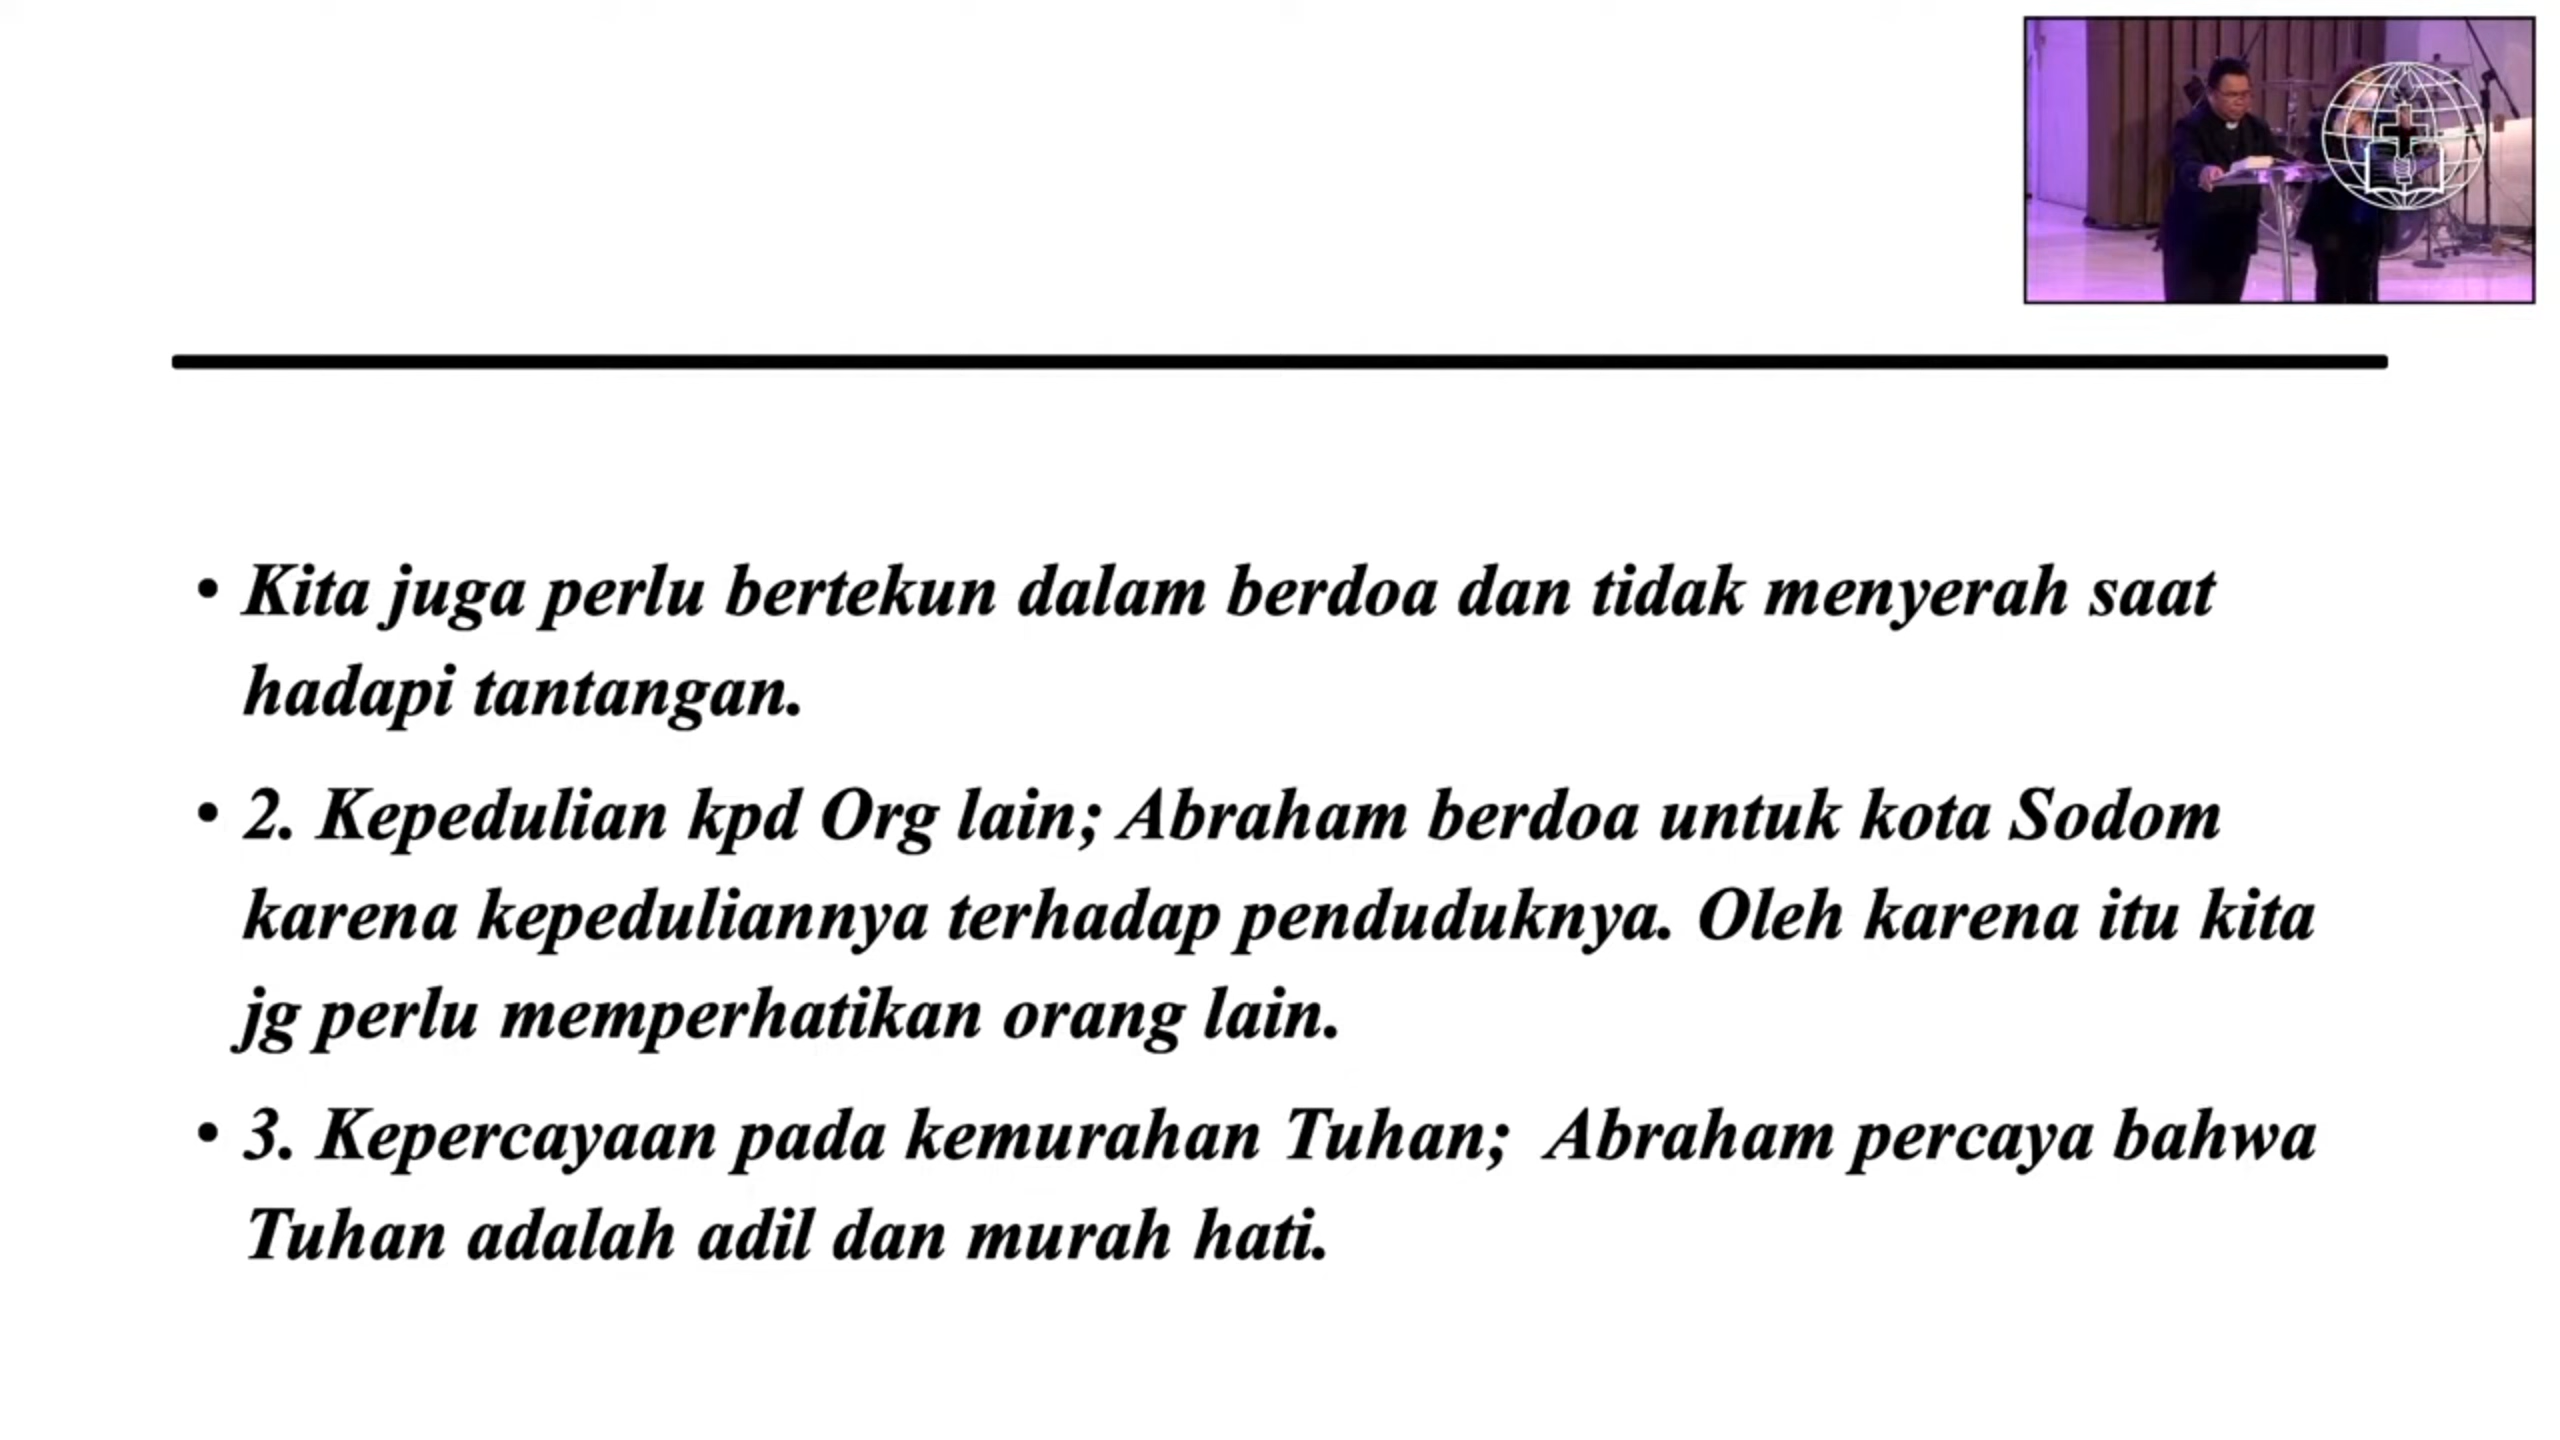 • Kita juga perlu bertekun dalam berdoa dan tidak menyerah saat
hadapi tantangan.
• 2. Kepedulian kpd Org lain; Abraham berdoa untuk kota Sodom
karena kepeduliannya terhadap penduduknya. Oleh karena itu kita
jg perlu memperhatikan orang lain.
• 3. Kepercayaan pada kemurahan Tuhan;  Abraham percaya bahwa
Tuhan adalah adil dan murah hati.